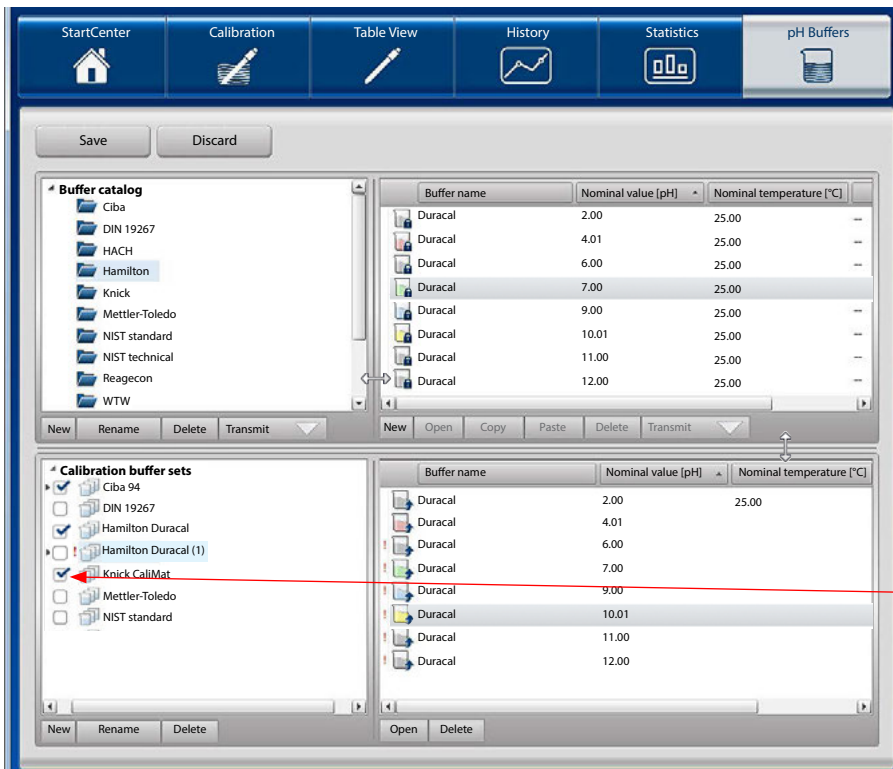 StartCenter Calibration Table View History Statistics pH Buffers
Save Discard
Buffer catalog
Ciba
DIN 19267
HACH
Hamilton
Knick
Mettler-Toledo
NIST standard
NIST technical
Reagecon
WTW
New Rename Delete Transmit
Buffer name Nominal value [pH] Nominal temperature [°C]
Duracal 2.00 25.00 --
Duracal 4.01 25.00 --
Duracal 6.00 25.00 --
Duracal 7.00 25.00
Duracal 9.00 25.00 --
Duracal 10.01 25.00 --
Duracal 11.00 25.00 --
Duracal 12.00 25.00 --
New Open Copy Paste Delete Transmit
Calibration buffer sets
Ciba 94
DIN 19267
Hamilton Duracal
! Hamilton Duracal (1)
Knick CaliMat
Mettler-Toledo
NIST standard
New Rename Delete
Buffer name Nominal value [pH] Nominal temperature [°C]
Duracal 2.00 25.00
Duracal 4.01
! Duracal 6.00
! Duracal 7.00
! Duracal 9.00
! Duracal 10.01
! Duracal 11.00
! Duracal 12.00
Open Delete